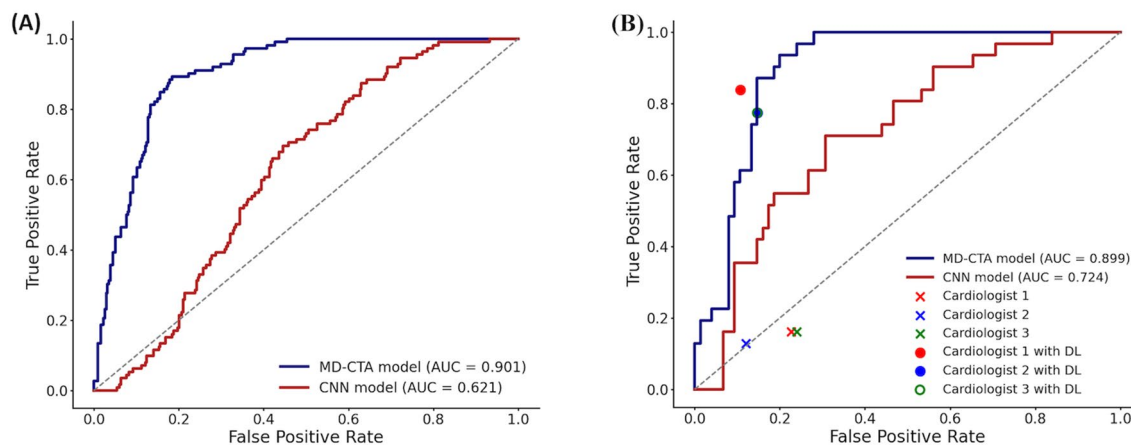 (A)
1.0
0.8
0.6
0.4
0.2
0.0
True Positive Rate
MD-CTA model (AUC = 0.901)
CNN model (AUC = 0.621)
0.0 0.2 0.4 0.6 0.8 1.0
False Positive Rate
(B)
1.0
0.8
0.6
0.4
0.2
0.0
True Positive Rate
MD-CTA model (AUC = 0.899)
CNN model (AUC = 0.724)
Cardiologist 1
Cardiologist 2
Cardiologist 3
Cardiologist 1 with DL
Cardiologist 2 with DL
Cardiologist 3 with DL
0.0 0.2 0.4 0.6 0.8 1.0
False Positive Rate